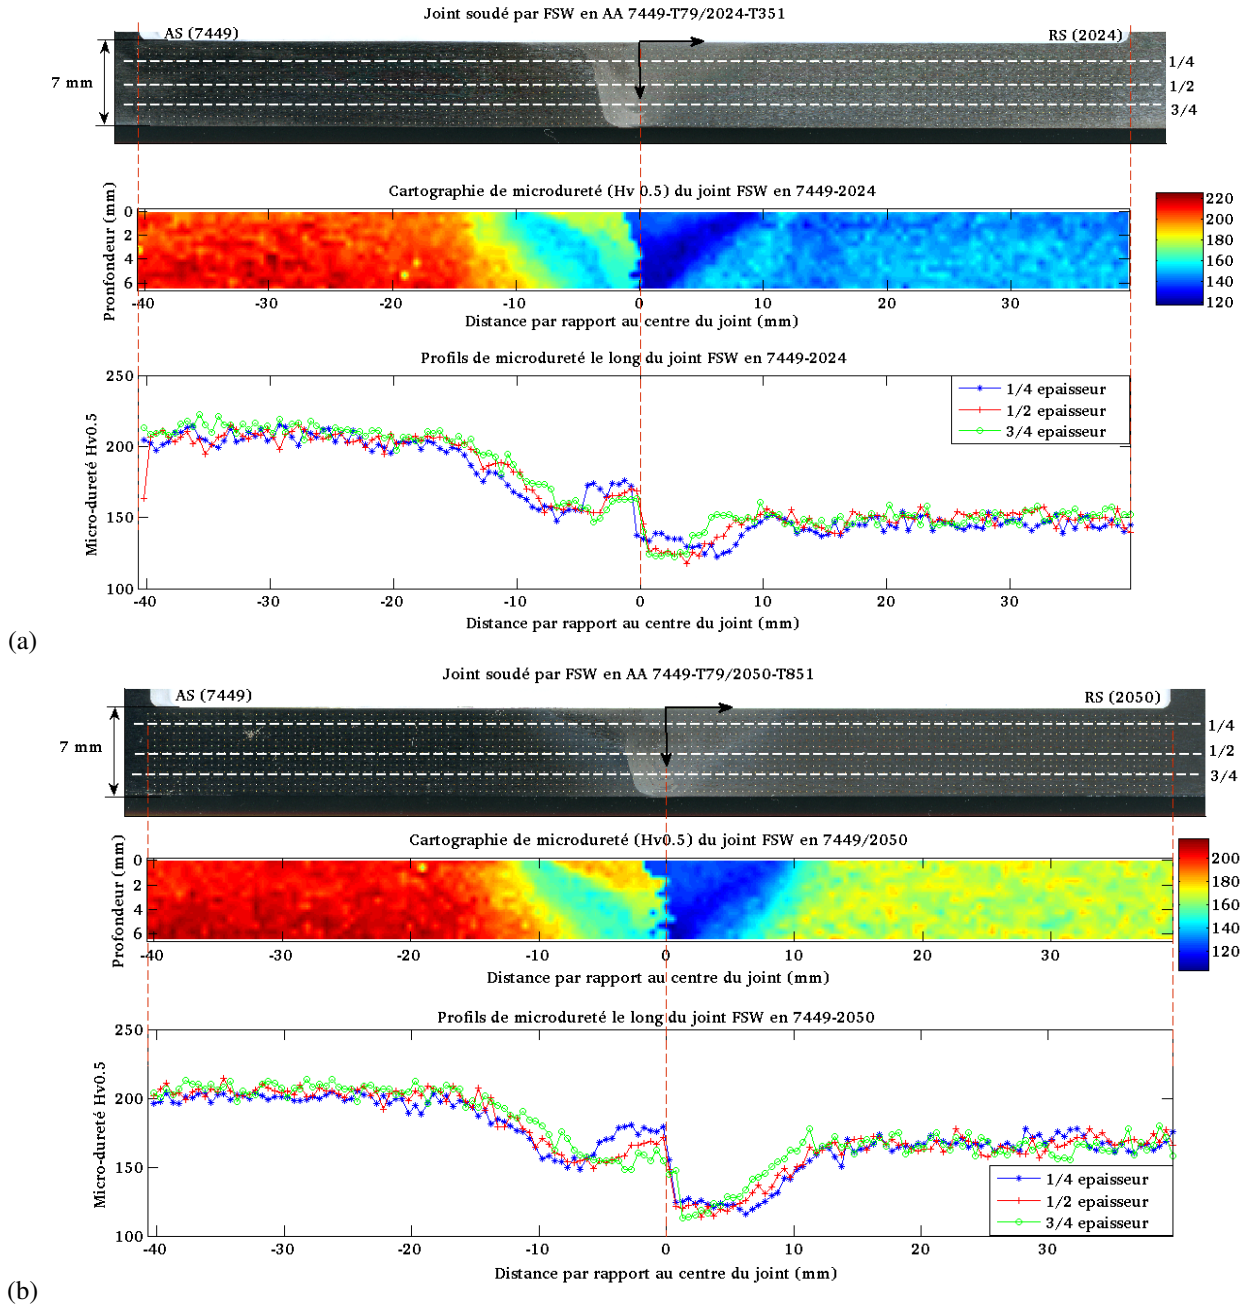 Joint soudé par FSW en AA 7449-T79/2024-T351
AS (7449)
RS (2024)
7 mm
1/4
1/2
3/4
Cartographie de microdureté (Hv 0.5) du joint FSW en 7449-2024
Pronfondeur (mm)
0
2
4
6
-40 -30 -20 -10 0 10 20 30
Distance par rapport au centre du joint (mm)
220
200
180
160
140
120
Profils de microdureté le long du joint FSW en 7449-2024
Micro-dureté Hv0.5
250
200
150
100
1/4 epaisseur
1/2 epaisseur
3/4 epaisseur
-40 -30 -20 -10 0 10 20 30
Distance par rapport au centre du joint (mm)
(a)
Joint soudé par FSW en AA 7449-T79/2050-T851
AS (7449)
RS (2050)
7 mm
1/4
1/2
3/4
Cartographie de microdureté (Hv0.5) du joint FSW en 7449/2050
Profondeur (mm)
0
2
4
6
-40 -30 -20 -10 0 10 20 30
Distance par rapport au centre du joint (mm)
200
180
160
140
120
Profils de microdureté le long du joint FSW en 7449-2050
Micro-dureté Hv0.5
250
200
150
100
1/4 epaisseur
1/2 epaisseur
3/4 epaisseur
-40 -30 -20 -10 0 10 20 30
Distance par rapport au centre du joint (mm)
(b)